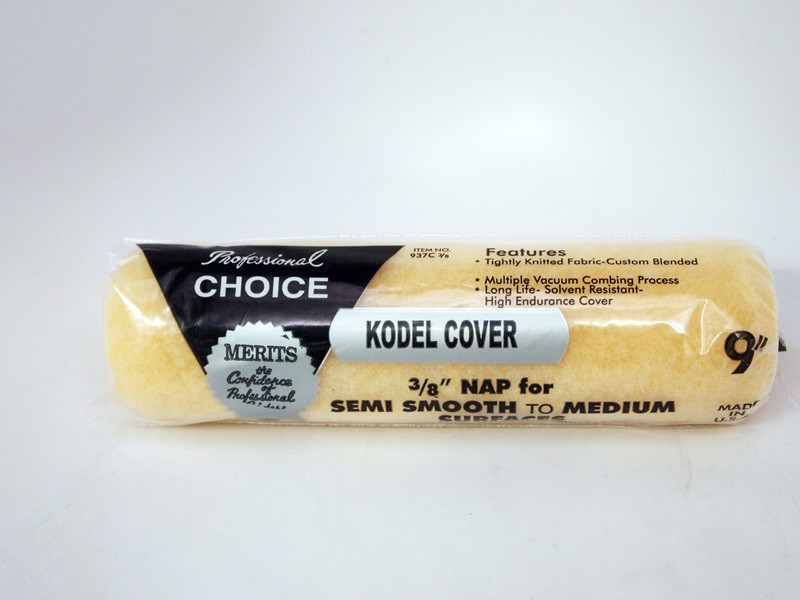 Professional
CHOICE
MERITS
the
Confidence
of
Professional
ITEM NO.
937C 3/8
Features
• Tightly Knitted Fabric-Custom Blended
• Multiple Vacuum Combing Process
• Long Life- Solvent Resistant-
High Endurance Cover
KODEL COVER
3/8" NAP for
SEMI SMOOTH TO MEDIUM
SURFACES
9"
MADE
IN
U.S.